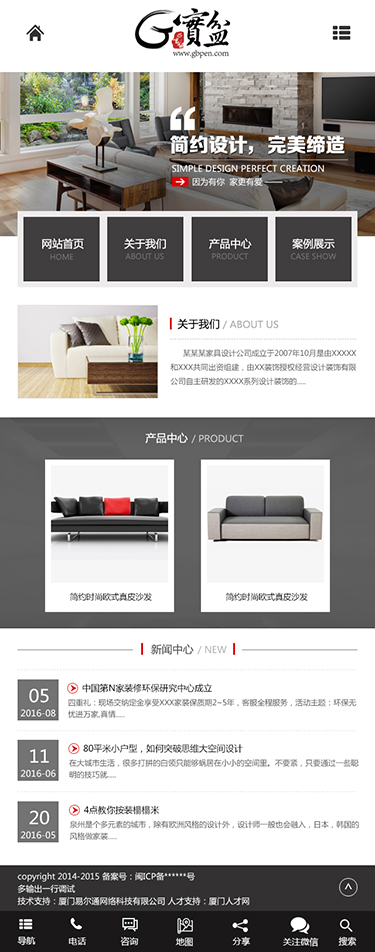 G實盆
www.gbpen.com
简约设计，完美缔造
SIMPLE DESIGN PERFECT CREATION
因为有你 家更有爱
网站首页
HOME
关于我们
ABOUT US
产品中心
PRODUCT
案例展示
CASE SHOW
关于我们 / ABOUT US
某某某家具设计公司成立于2007年10月是由XXXXX
和XXX共同出资组建，由XX装饰授权经营设计装饰有限
公司自主研发的XXXX系列设计装饰的.....
产品中心 / PRODUCT
简约时尚欧式真皮沙发
简约时尚欧式真皮沙发
新闻中心 / NEW
05
2016-08
中国第N家装修环保研究中心成立
四重礼：现场交纳定金享受XXX家装保质期2~5年，客服全程服务，活动主题：环保无
忧进万家,真情.....
11
2016-06
80平米小户型，如何突破思维大空间设计
在大城市生活，很多打拼的白领只能够蜗居在小小的空间里。不要紧，只要通过一些聪
明的技巧就.....
20
2016-05
4点教你按装榻榻米
泉州是个多元素的城市，除有欧洲风格的设计外，设计师一般也会融入，日本，韩国的
风格做家装.....
copyright 2014-2015 备案号：闽ICP备******号
多输出一行调试
技术支持：厦门易尔通网络科技有限公司 人才支持：厦门人才网
导航
电话
咨询
地图
分享
关注微信
搜索